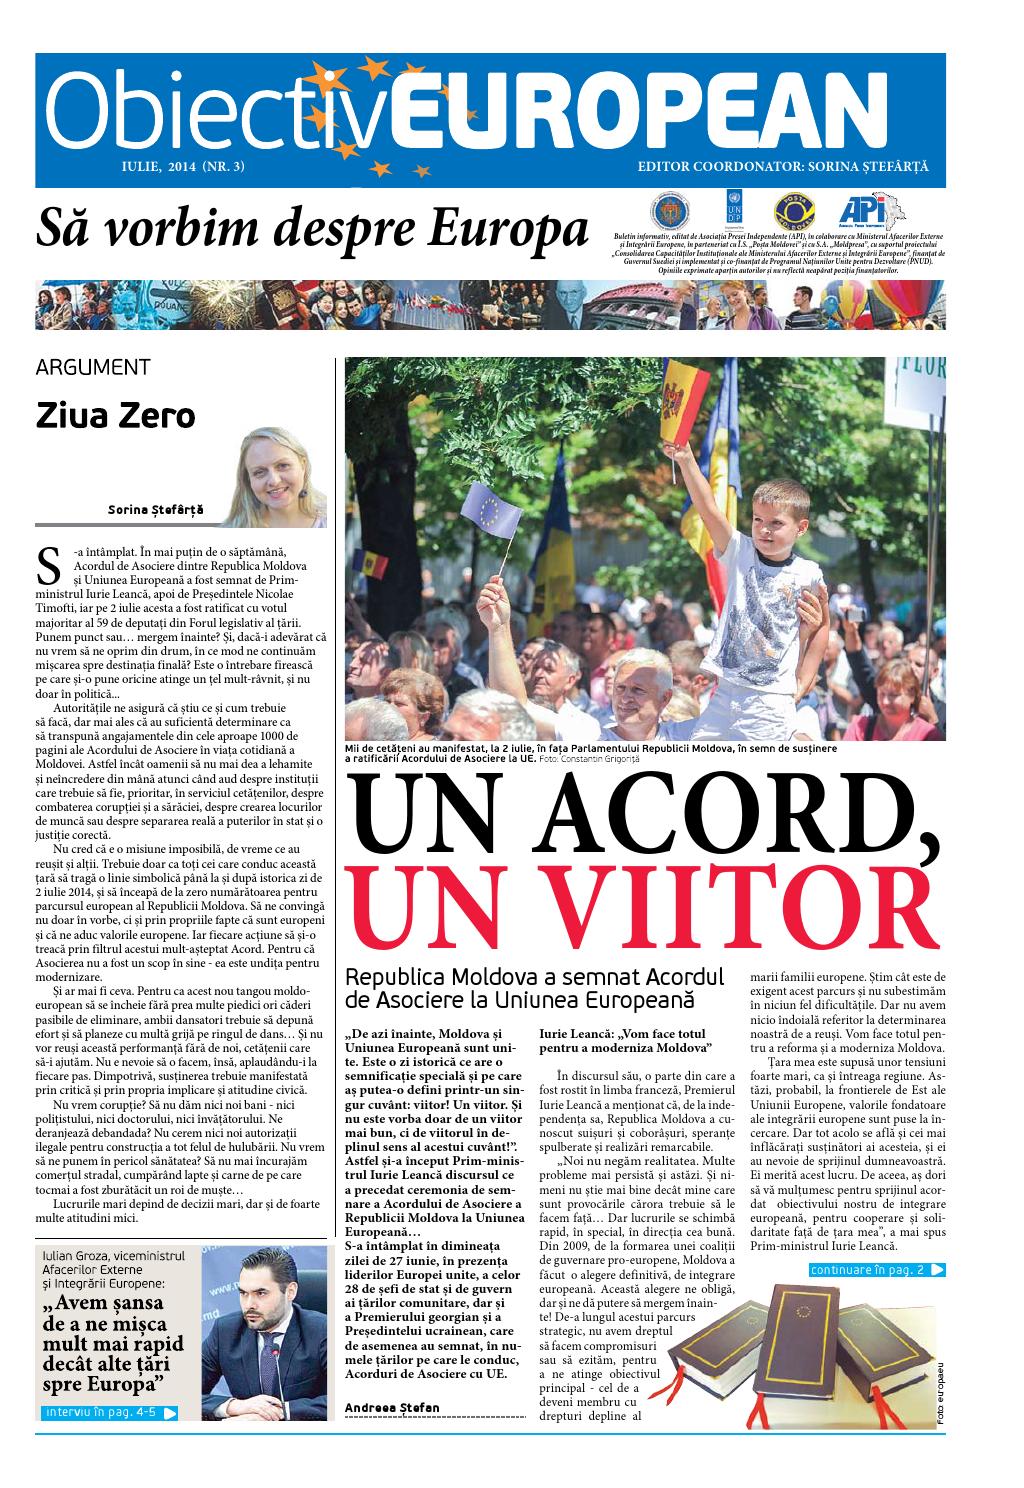 ObiectivEUROPEAN
IULIE, 2014 (NR. 3)
EDITOR COORDONATOR: SORINA ȘTEFÂRȚĂ
Să vorbim despre Europa
U N
D P
POȘTA
MOLDOVEI
API
Buletin informativ, editat de Asociația Presei Independente (API), în colaborare cu Ministerul Afacerilor Externe
și Integrării Europene, în parteneriat cu Î.S. „Poșta Moldovei” și cu S.A. „Moldpresa”, cu suportul proiectului
„Consolidarea Capacităților Instituționale ale Ministerului Afacerilor Externe și Integrării Europene”, finanțat de
Guvernul Suediei și implementat și co-finanțat de Programul Națiunilor Unite pentru Dezvoltare (PNUD).
Opiniile exprimate aparțin autorilor și nu reflectă neapărat poziția finanțatorilor.
DOUANE
ARGUMENT
Ziua Zero
Sorina Ștefârță
S-a întâmplat. În mai puțin de o săptămână,
Acordul de Asociere dintre Republica Moldova
și Uniunea Europeană a fost semnat de Prim-
ministrul Iurie Leancă, apoi de Președintele Nicolae
Timofti, iar pe 2 iulie acesta a fost ratificat cu votul
majoritar al 59 de deputați din Forul legislativ al țării.
Punem punct sau… mergem înainte? Și, dacă-i adevărat că
nu vrem să ne oprim din drum, în ce mod ne continuăm
mișcarea spre destinația finală? Este o întrebare firească
pe care și-o pune oricine atinge un țel mult-râvnit, și nu
doar în politică...
Autoritățile ne asigură că știu ce și cum trebuie
să facă, dar mai ales că au suficientă determinare ca
să transpună angajamentele din cele aproape 1000 de
pagini ale Acordului de Asociere în viața cotidiană a
Moldovei. Astfel încât oamenii să nu mai dea a lehamite
și neîncredere din mână atunci când aud despre instituții
care trebuie să fie, prioritar, în serviciul cetățenilor, despre
combaterea corupției și a sărăciei, despre crearea locurilor
de muncă sau despre separarea reală a puterilor în stat și o
justiție corectă.
Nu cred că e o misiune imposibilă, de vreme ce au
reușit și alții. Trebuie doar ca toți cei care conduc această
țară să tragă o linie simbolică până la și după istorica zi de
2 iulie 2014, și să înceapă de la zero numărătoarea pentru
parcursul european al Republicii Moldova. Să ne convingă
nu doar în vorbe, ci și prin propriile fapte că sunt europeni
și că ne aduc valorile europene. Iar fiecare acțiune să și-o
treacă prin filtrul acestui mult-așteptat Acord. Pentru că
Asocierea nu a fost un scop în sine - ea este undița pentru
modernizare.
Și ar mai fi ceva. Pentru ca acest nou tangou moldo-
european să se încheie fără prea multe piedici ori căderi
pasibile de eliminare, ambii dansatori trebuie să depună
efort și să planeze cu multă grijă pe ringul de dans… Și nu
vor reuși această performanță fără de noi, cetățenii care
să-i ajutăm. Nu e nevoie să o facem, însă, aplaudându-i la
fiecare pas. Dimpotrivă, susținerea trebuie manifestată
prin critică și prin propria implicare și atitudine civică.
Nu vrem corupție? Să nu dăm nici noi bani - nici
polițistului, nici doctorului, nici învățătorului. Ne
deranjează debandada? Nu cerem nici noi autorizații
ilegale pentru construcția a tot felul de hulubării. Nu vrem
să ne punem în pericol sănătatea? Să nu mai încurajăm
comerțul stradal, cumpărând lapte și carne de pe care
tocmai a fost zburătăcit un roi de muște…
Lucrurile mari depind de decizii mari, dar și de foarte
multe atitudini mici.
Iulian Groza, viceministrul
Afacerilor Externe
și Integrării Europene:
„Avem șansa
de a ne mișca
mult mai rapid
decât alte țări
spre Europa”
interviu în pag. 4-5
FLOR
Mii de cetățeni au manifestat, la 2 iulie, în fața Parlamentului Republicii Moldova, în semn de susținere
a ratificării Acordului de Asociere la UE. Foto: Constantin Grigoriță
UN ACORD,
UN VIITOR
Republica Moldova a semnat Acordul
de Asociere la Uniunea Europeană
„De azi înainte, Moldova și
Uniunea Europeană sunt uni-
te. Este o zi istorică ce are o
semnificație specială și pe care
aș putea-o defini printr-un sin-
gur cuvânt: viitor! Un viitor. Și
nu este vorba doar de un viitor
mai bun, ci de viitorul în de-
plinul sens al acestui cuvânt!”.
Astfel și-a început Prim-minis-
trul Iurie Leancă discursul ce
a precedat ceremonia de sem-
nare a Acordului de Asociere a
Republicii Moldova la Uniunea
Europeană…
S-a întâmplat în dimineața
zilei de 27 iunie, în prezența
liderilor Europei unite, a celor
28 de șefi de stat și de guvern
ai țărilor comunitare, dar și
a Premierului georgian și a
Președintelui ucrainean, care
de asemenea au semnat, în nu-
mele țărilor pe care le conduc,
Acorduri de Asociere cu UE.
Andreea Ștefan
Iurie Leancă: „Vom face totul
pentru a moderniza Moldova”
În discursul său, o parte din care a
fost rostit în limba franceză, Premierul
Iurie Leancă a menționat că, de la inde-
pendența sa, Republica Moldova a cu-
noscut suișuri și coborâșuri, speranțe
spulberate și realizări remarcabile.
„Noi nu negăm realitatea. Multe
probleme mai persistă și astăzi. Și ni-
meni nu știe mai bine decât mine care
sunt provocările cărora trebuie să le
facem față… Dar lucrurile se schimbă
rapid, în special, în direcția cea bună.
Din 2009, de la formarea unei coaliții
de guvernare pro-europene, Moldova a
făcut o alegere definitivă, de integrare
europeană. Această alegere ne obligă,
dar și ne dă putere să mergem înain-
te! De-a lungul acestui parcurs
strategic, nu avem dreptul
să facem compromisuri
sau să ezităm, pentru
a ne atinge obiectivul
principal - cel de a
deveni membru cu
drepturi depline al
marii familii europene. Știm cât este de
exigent acest parcurs și nu subestimăm
în niciun fel dificultățile. Dar nu avem
nicio îndoială referitor la determinarea
noastră de a reuși. Vom face totul pen-
tru a reforma și a moderniza Moldova.
Țara mea este supusă unor tensiuni
foarte mari, ca și întreaga regiune. As-
tăzi, probabil, la frontierele de Est ale
Uniunii Europene, valorile fondatoare
ale integrării europene sunt puse la în-
cercare. Dar tot acolo se află și cei mai
înflăcărați susținători ai acesteia, și ei
au nevoie de sprijinul dumneavoastră.
Ei merită acest lucru. De aceea, aș dori
să vă mulțumesc pentru sprijinul acor-
dat obiectivului nostru de integrare
europeană, pentru cooperare și soli-
daritate față de țara mea”, a mai spus
Prim-ministrul Iurie Leancă.
continuare în pag. 2
Foto: europa.eu